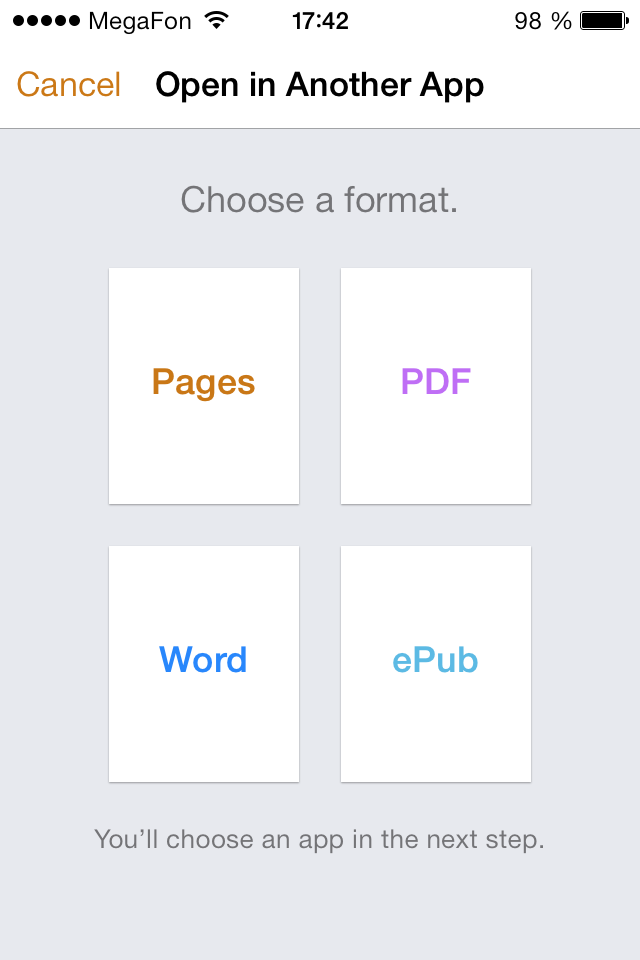 MegaFon 17:42 98 %
Cancel Open in Another App
Choose a format.
Pages PDF
Word ePub
You’ll choose an app in the next step.